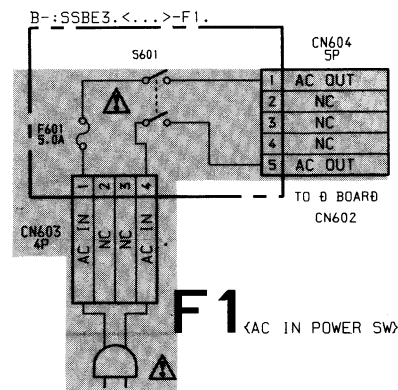 B-:SSBE3.<...>-F1.
CN604
5P
S601
1 AC OUT
2 NC
3 NC
4 NC
5 AC OUT
F601
5.0A
TO Đ BOARĐ
CN602
CN603
4P
1 AC IN
2 NC
3 NC
4 AC IN
F1
{AC IN POWER SW}